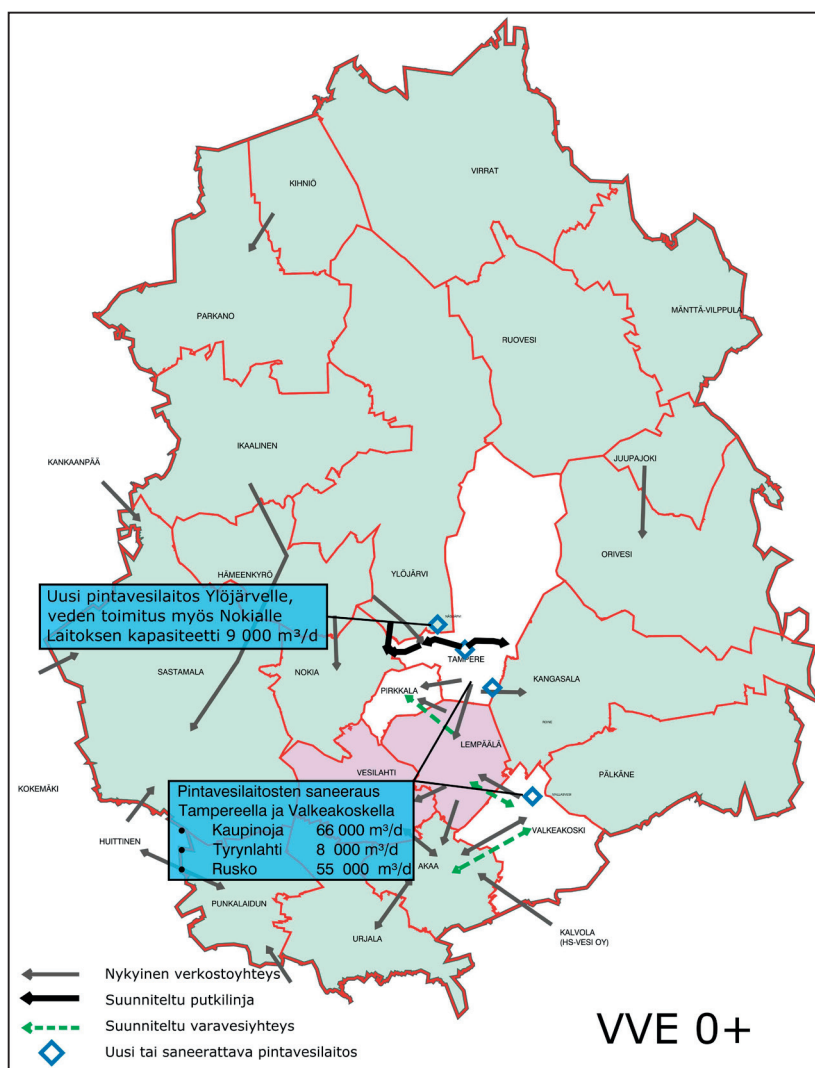 VIRRAT
KIHNIÖ
MÄNTTÄ-VILPPULA
PARKANO
RUOVESI
IKAALINEN
JUUPAJOKI
KANKAANPÄÄ
ORIVESI
HÄMEENKYRÖ
YLÖJÄRVI
Uusi pintavesilaitos Ylöjärvelle,
veden toimitus myös Nokialle
Laitoksen kapasiteetti 9 000 m³/d
TAMPERE
SASTAMALA
NOKIA
PIRKKALA
KANGASALA
LEMPÄÄLÄ
VESILAHTI
PÄLKÄNE
KOKEMÄKI
Pintavesilaitosten saneeraus
Tampereella ja Valkeakoskella
• Kaupinoja 66 000 m³/d
• Tyrynlahti 8 000 m³/d
• Rusko 55 000 m³/d
VALKEAKOSKI
HUITTINEN
AKAA
PUNKALAIDUN
URJALA
KALVOLA
(HS-VESI OY)
Nykyinen verkostoyhteys
Suunniteltu putkilinja
Suunniteltu varavesiyhteys
Uusi tai saneerattava pintavesilaitos
VVE 0+